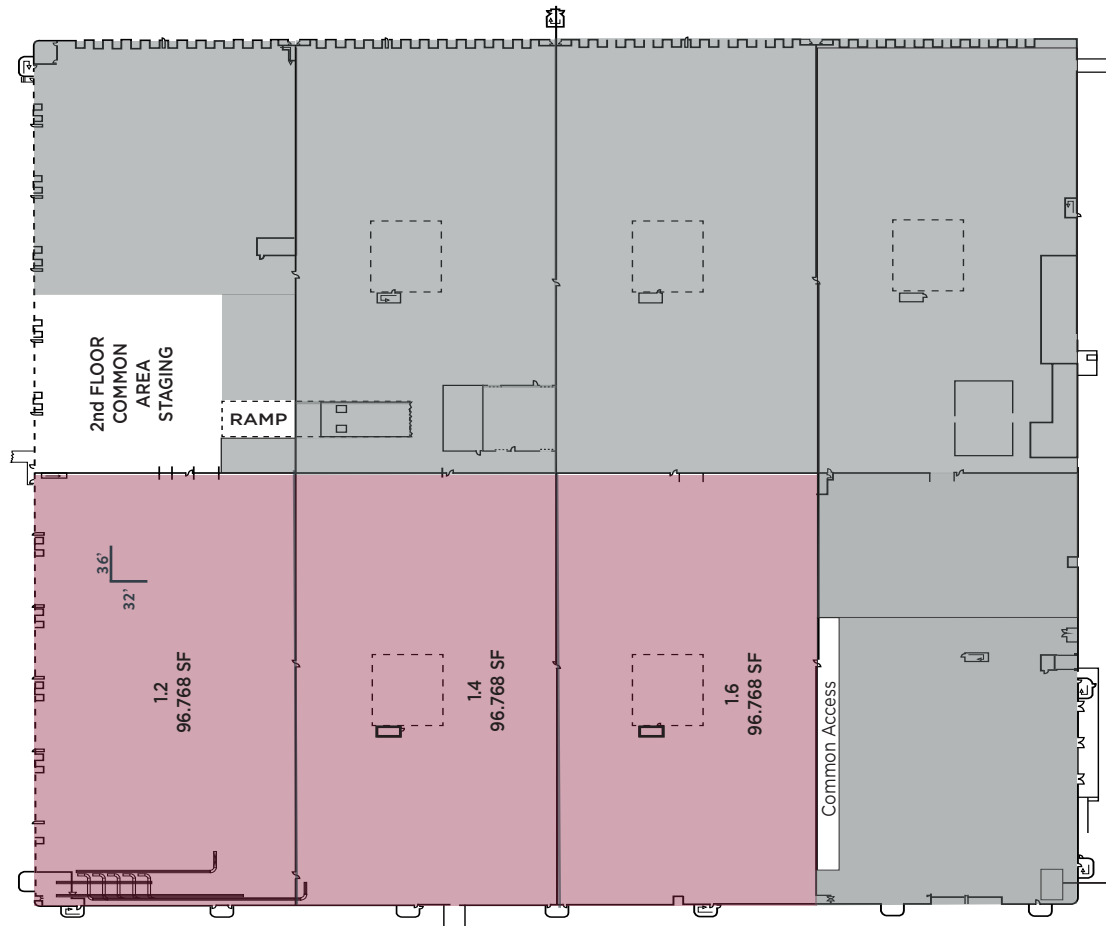 2nd FLOOR
COMMON
AREA
STAGING
RAMP
36'
32'
1.2
96.768 SF
1.4
96.768 SF
1.6
96.768 SF
Common Access